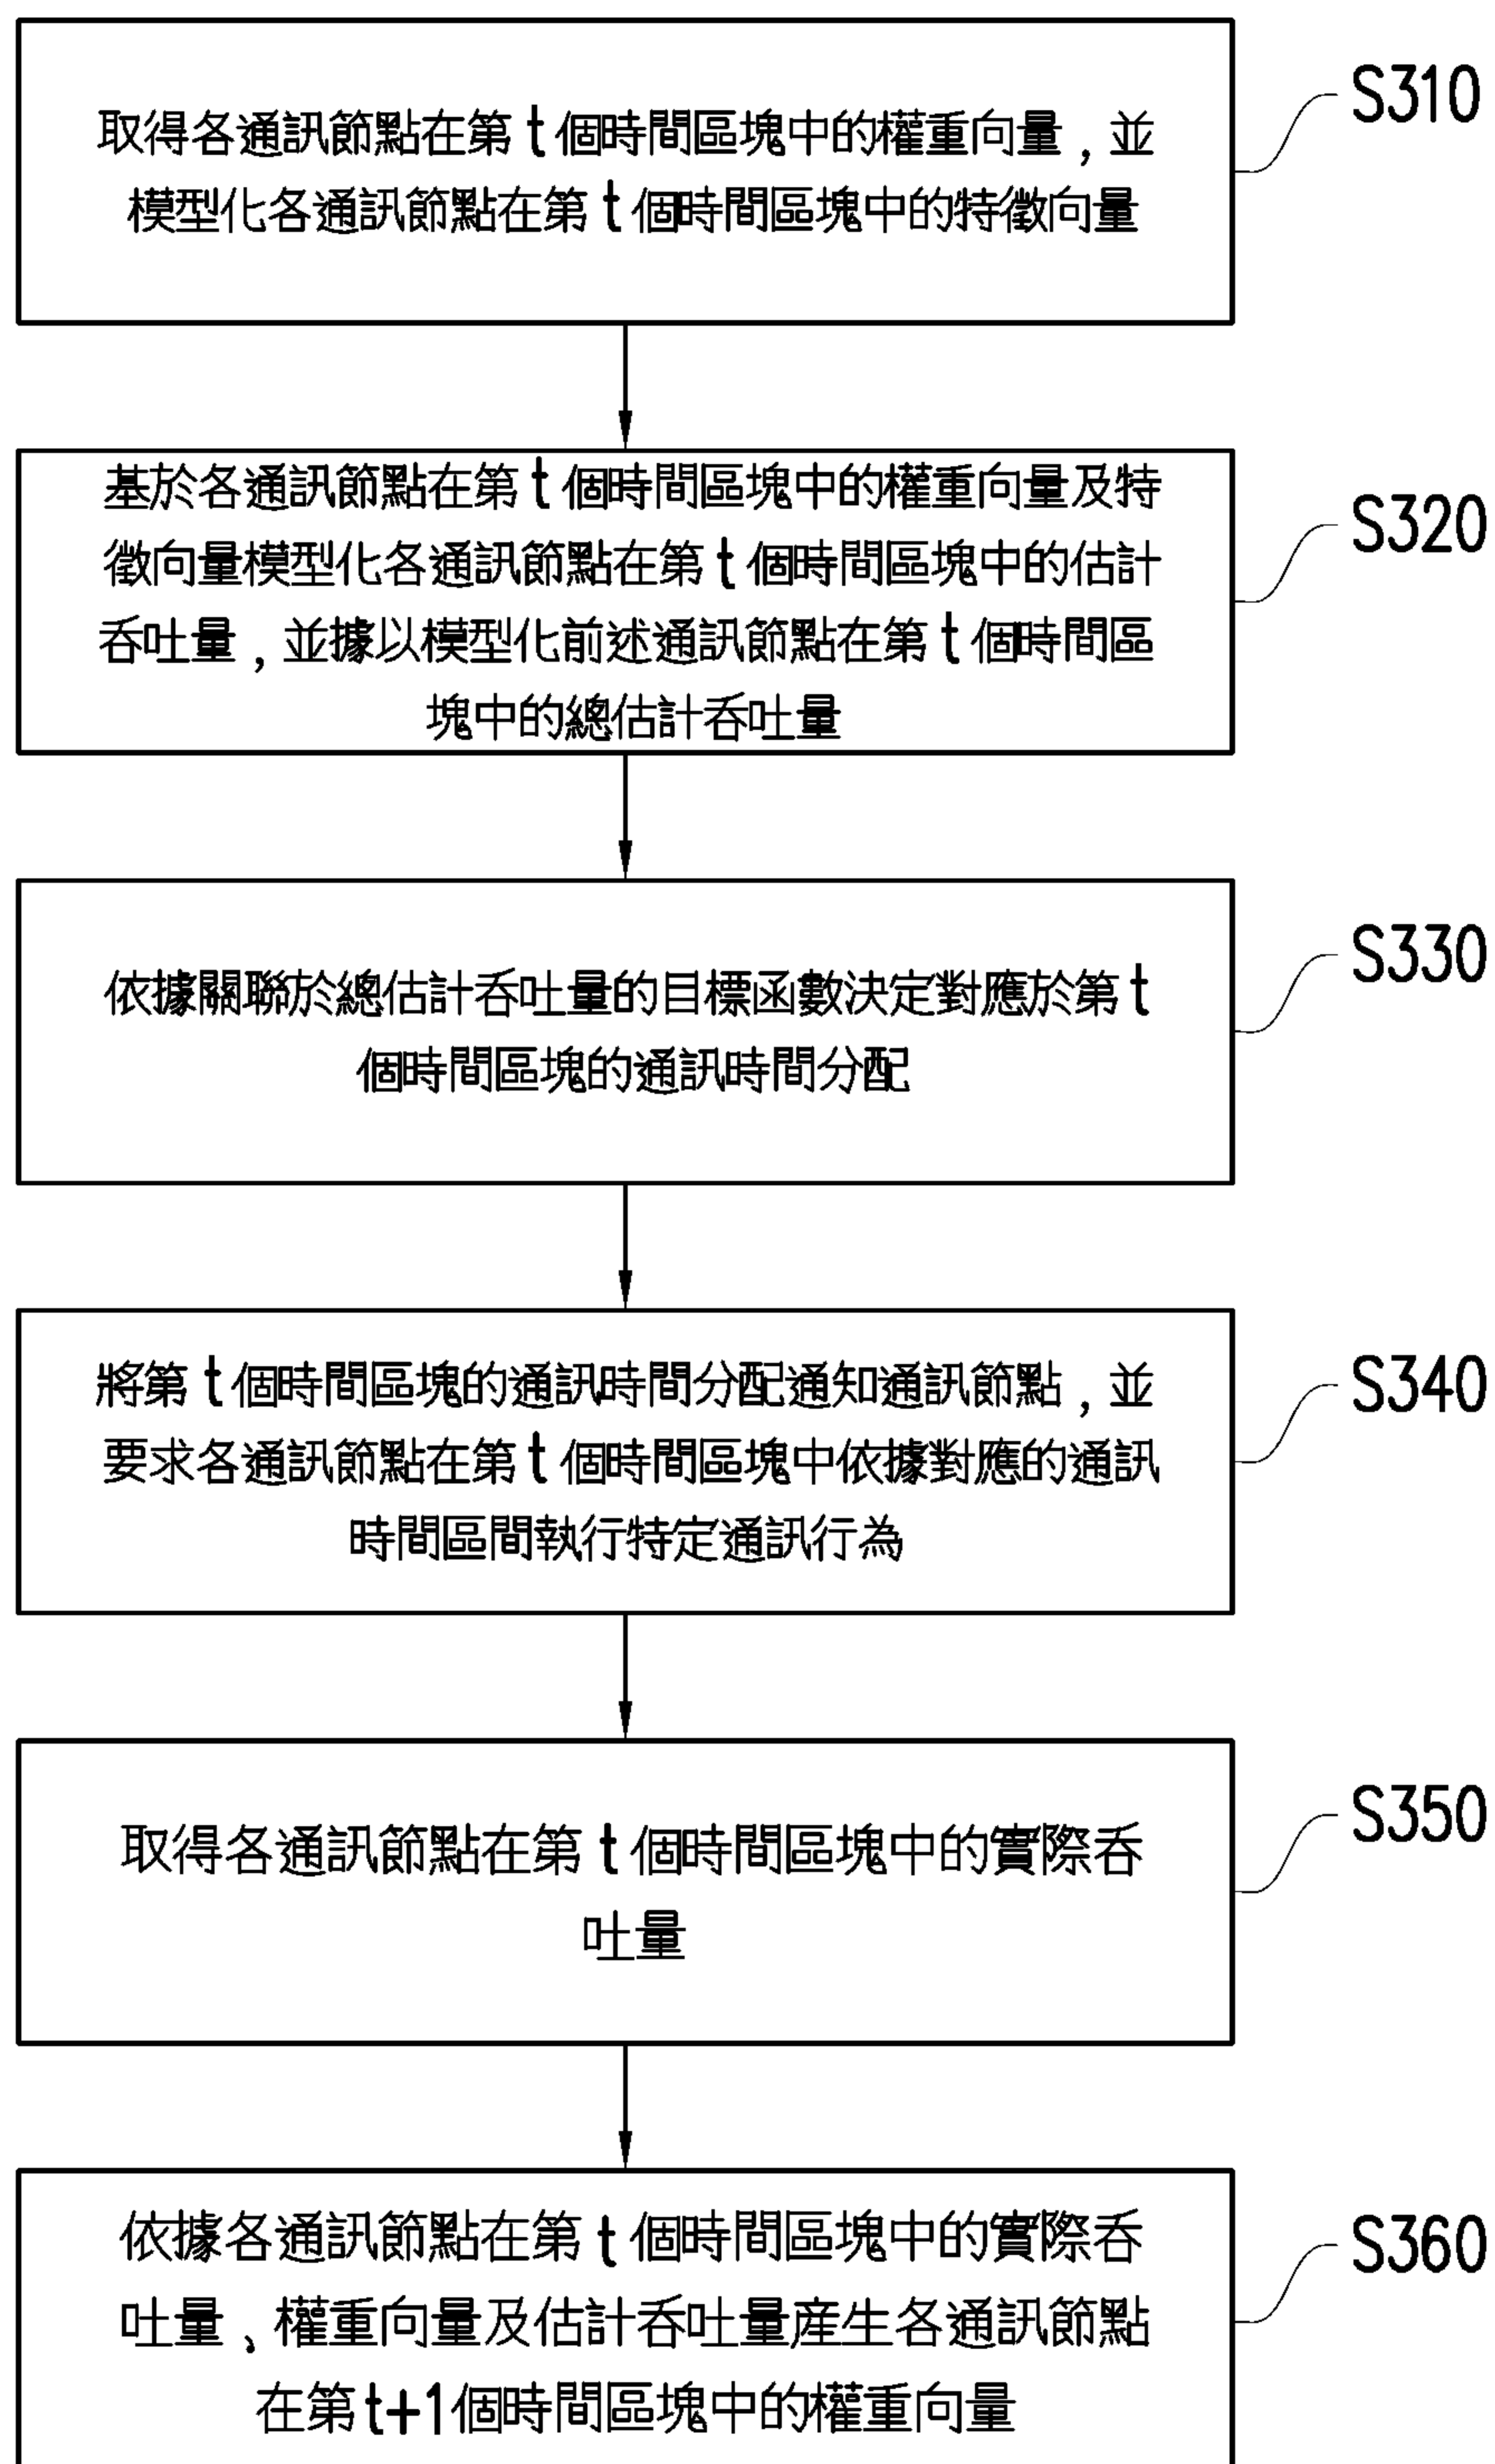 取得各通訊節點在第t個時間區塊中的權重向量,並
模型化各通訊節點在第t個時間區塊中的特徵向量
S310
基於各通訊節點在第t個時間區塊中的權重向量及特
徵向量模型化各通訊節點在第t個時間區塊中的估計
吞吐量,並據以模型化前述通訊節點在第t個時間區
塊中的總估計吞吐量
S320
依據關聯於總估計吞吐量的目標函數決定對應於第t
個時間區塊的通訊時間分配
S330
將第t個時間區塊的通訊時間分配通知通訊節點,並
要求各通訊節點在第t個時間區塊中依據對應的通訊
時間區間執行特定通訊行為
S340
取得各通訊節點在第t個時間區塊中的實際吞
吐量
S350
依據各通訊節點在第t個時間區塊中的實際吞
吐量、權重向量及估計吞吐量產生各通訊節點
在第t+1個時間區塊中的權重向量
S360